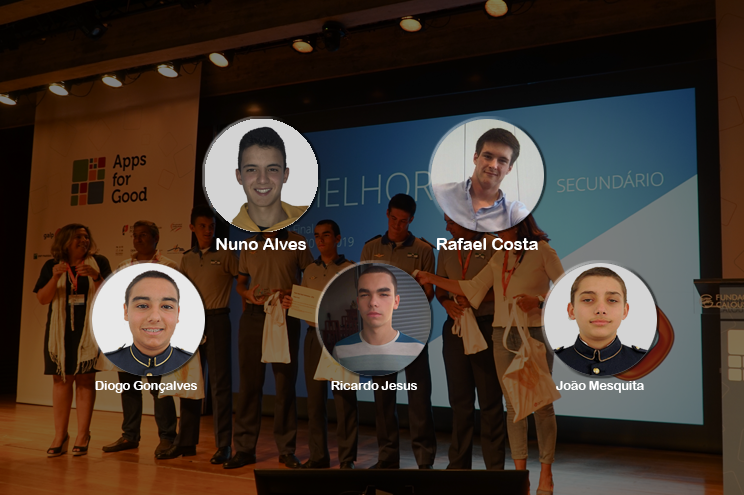 Apps
for
Good
MELHOR
SECUNDÁRIO
Nuno Alves
Rafael Costa
Diogo Gonçalves
Ricardo Jesus
João Mesquita